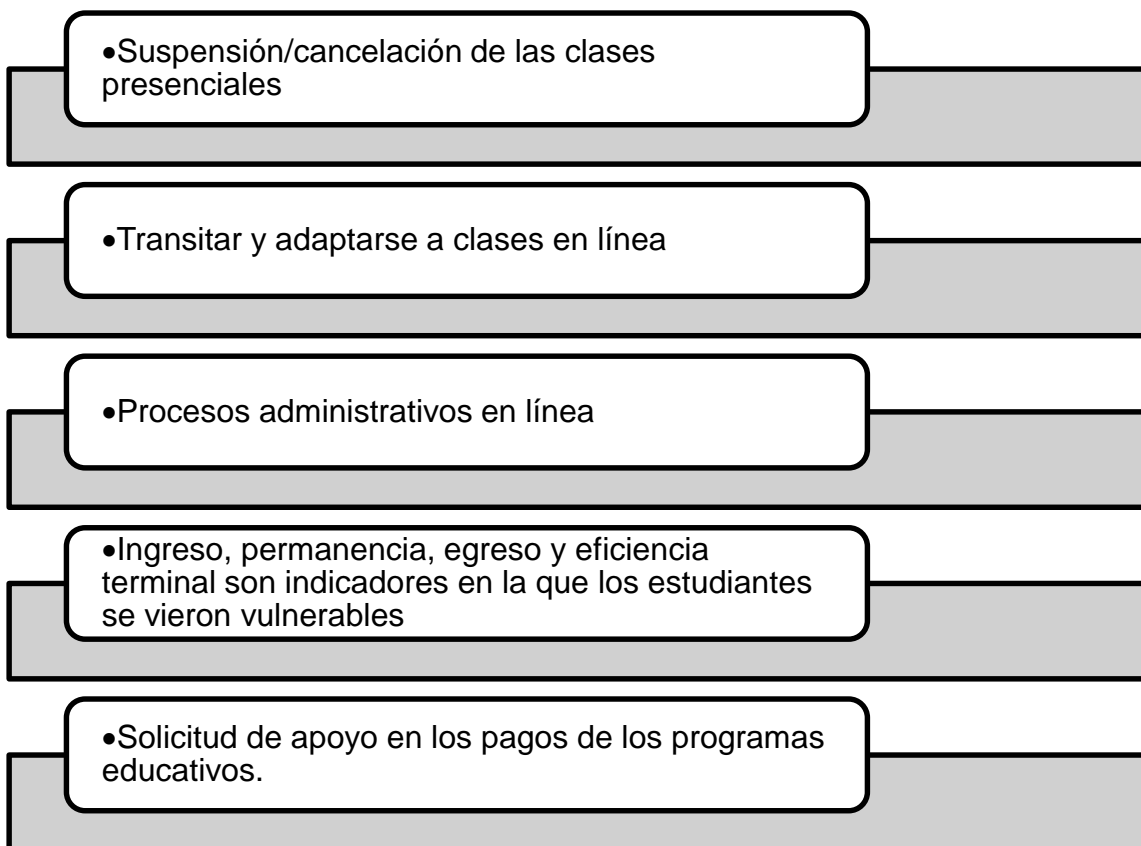 •Suspensión/cancelación de las clases
presenciales
•Transitar y adaptarse a clases en línea
•Procesos administrativos en línea
•Ingreso, permanencia, egreso y eficiencia
terminal son indicadores en la que los estudiantes
se vieron vulnerables
•Solicitud de apoyo en los pagos de los programas
educativos.